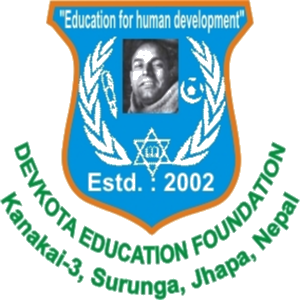 "Education for human development"
Estd. : 2002
DEVKOTA EDUCATION FOUNDATION
Kanakai-3, Surunga, Jhapa, Nepal